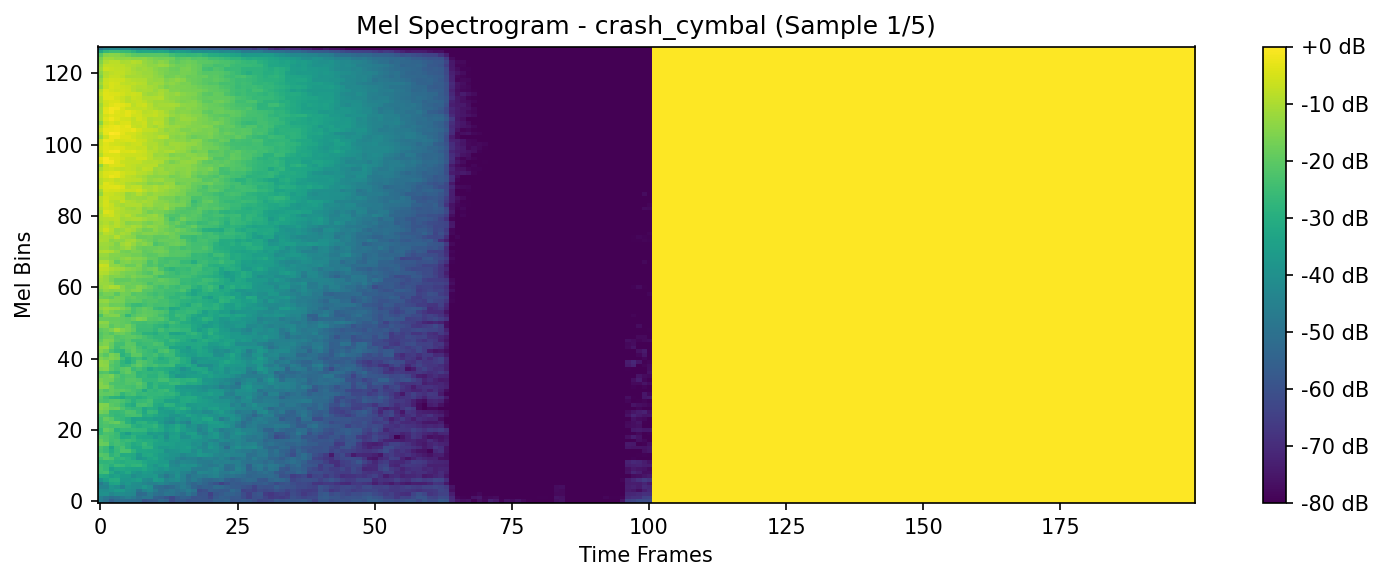 Mel Spectrogram - crash_cymbal (Sample 1/5)
Mel Bins
120
100
80
60
40
20
0
0 25 50 75 100 125 150 175
Time Frames
+0 dB
-10 dB
-20 dB
-30 dB
-40 dB
-50 dB
-60 dB
-70 dB
-80 dB